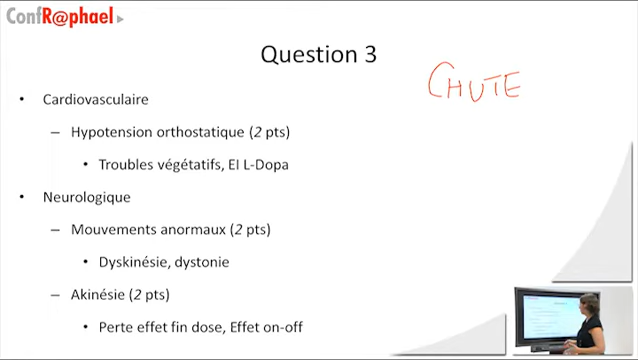 ConfR@phael
Question 3
CHUTE
• Cardiovasculaire
– Hypotension orthostatique (2 pts)
• Troubles végétatifs, EI L-Dopa
• Neurologique
– Mouvements anormaux (2 pts)
• Dyskinésie, dystonie
– Akinésie (2 pts)
• Perte effet fin dose, Effet on-off